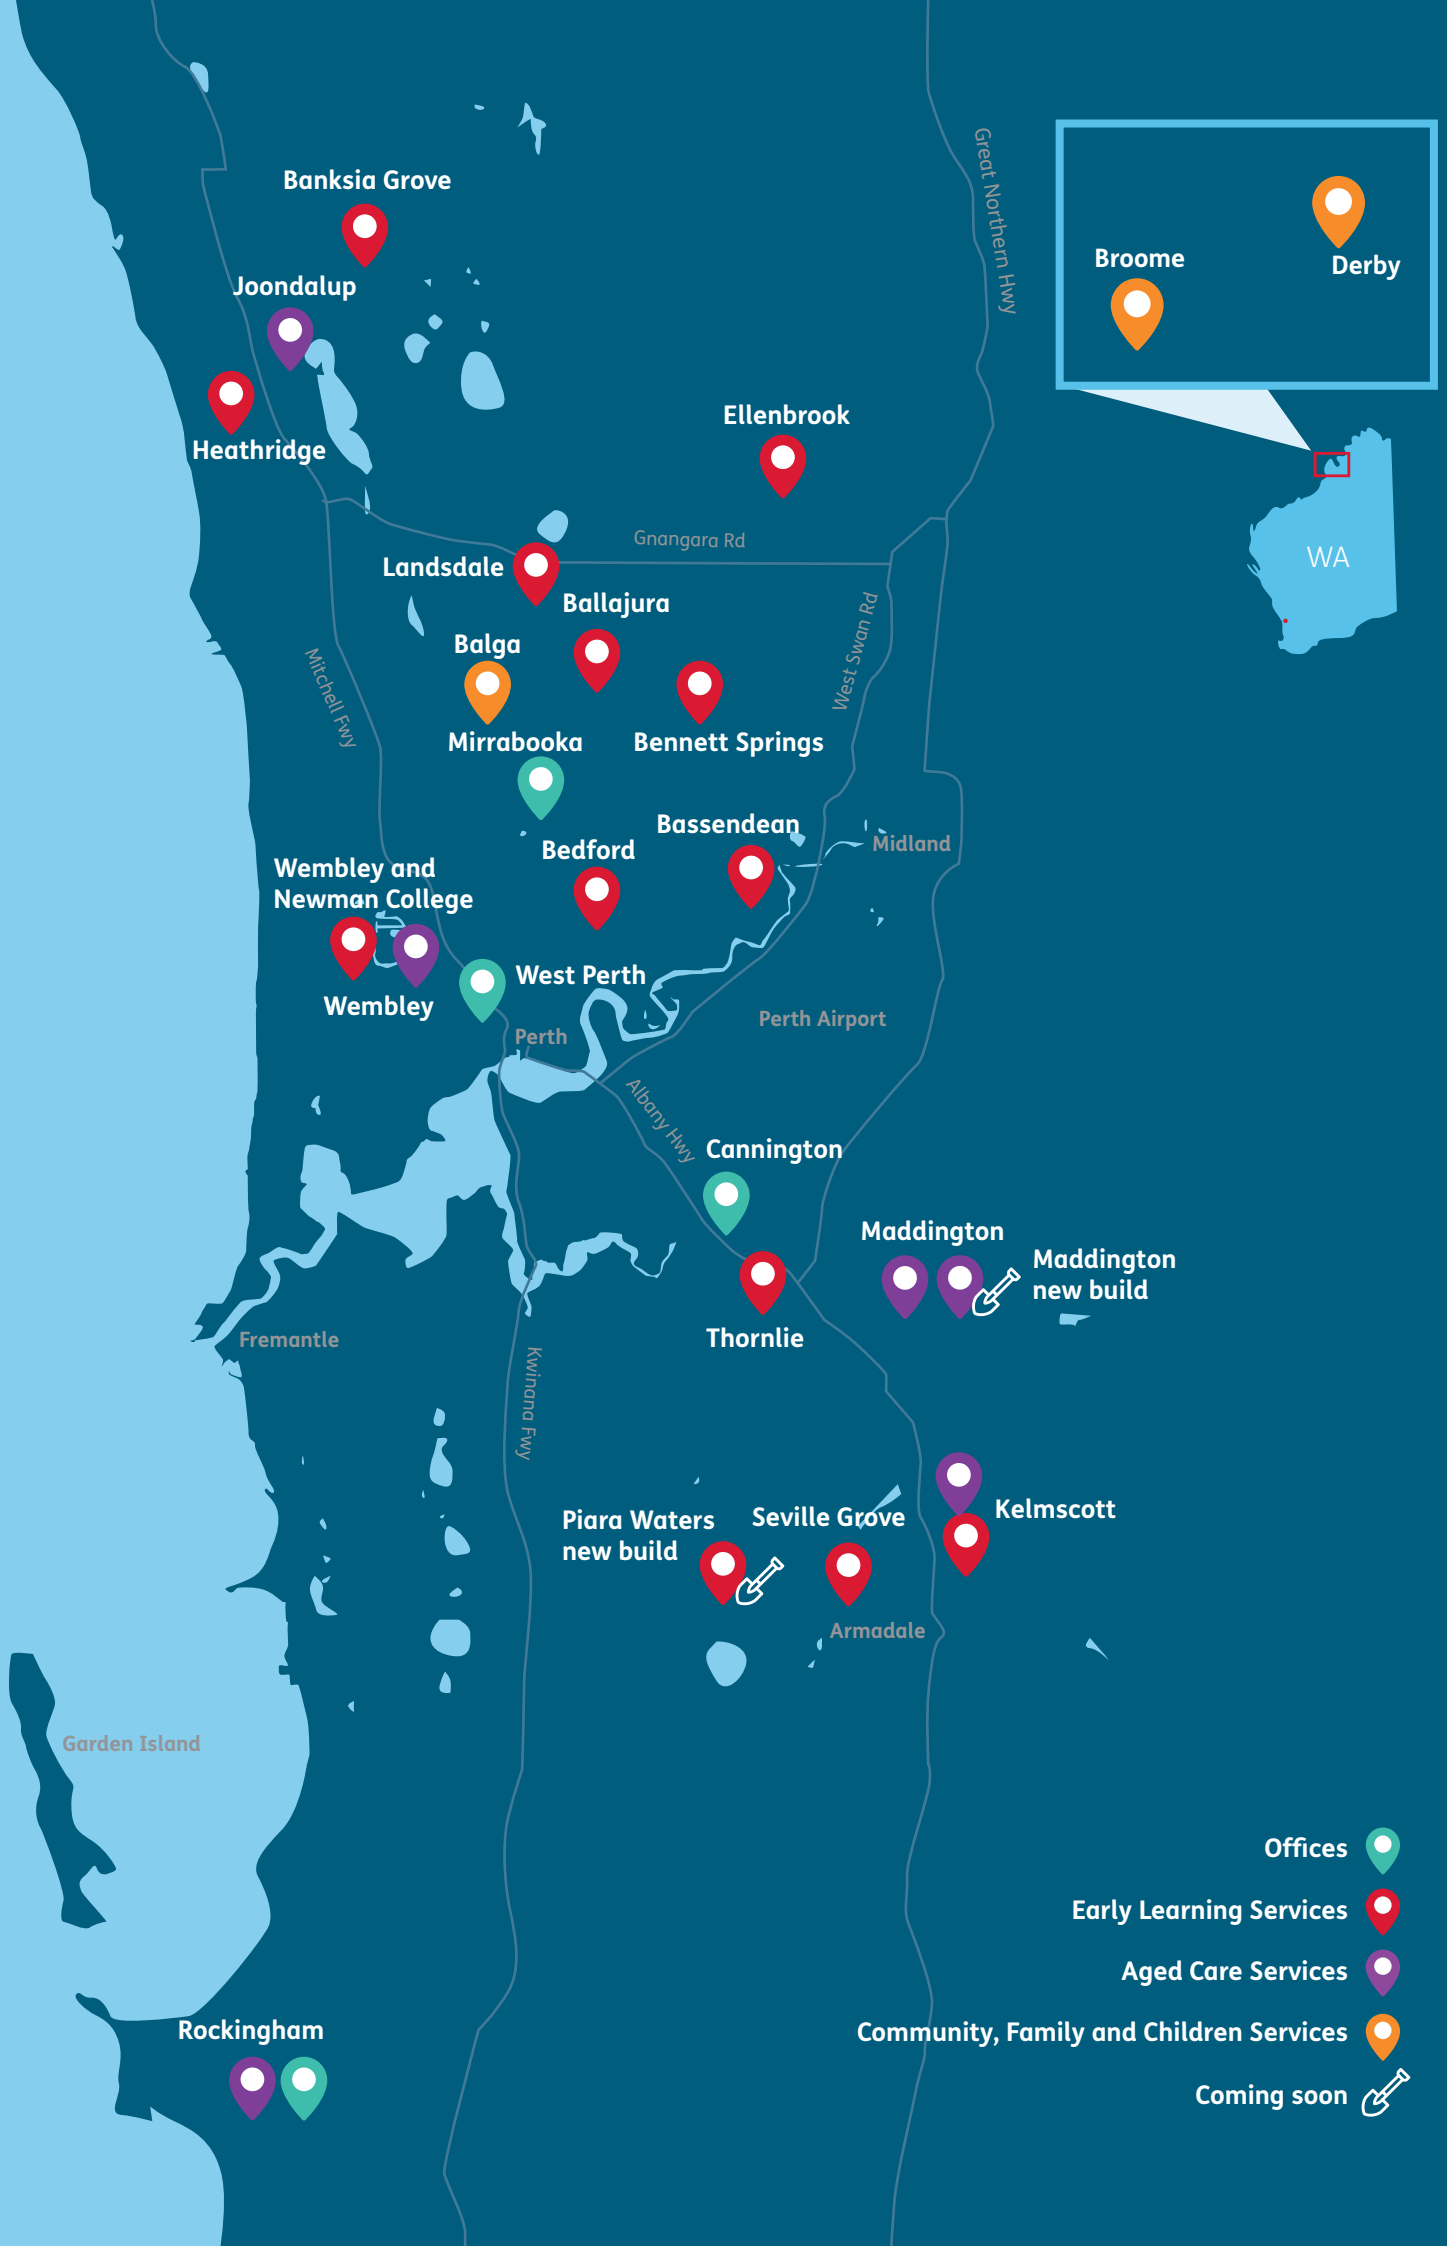 Banksia Grove
Great Northern Hwy
Broome
Derby
Joondalup
Heathridge
Ellenbrook
WA
Gnangara Rd
Landsdale
Ballajura
Balga
West Swan Rd
Mitchell Fwy
Mirrabooka
Bennett Springs
Bassendean
Midland
Bedford
Wembley and
Newman College
West Perth
Wembley
Perth Airport
Perth
Albany Hwy
Cannington
Maddington
Maddington
new build
Thornlie
Fremantle
Kwinana Fwy
Kelmscott
Piara Waters
new build
Seville Grove
Armadale
Garden Island
Offices
Early Learning Services
Aged Care Services
Community, Family and Children Services
Coming soon
Rockingham